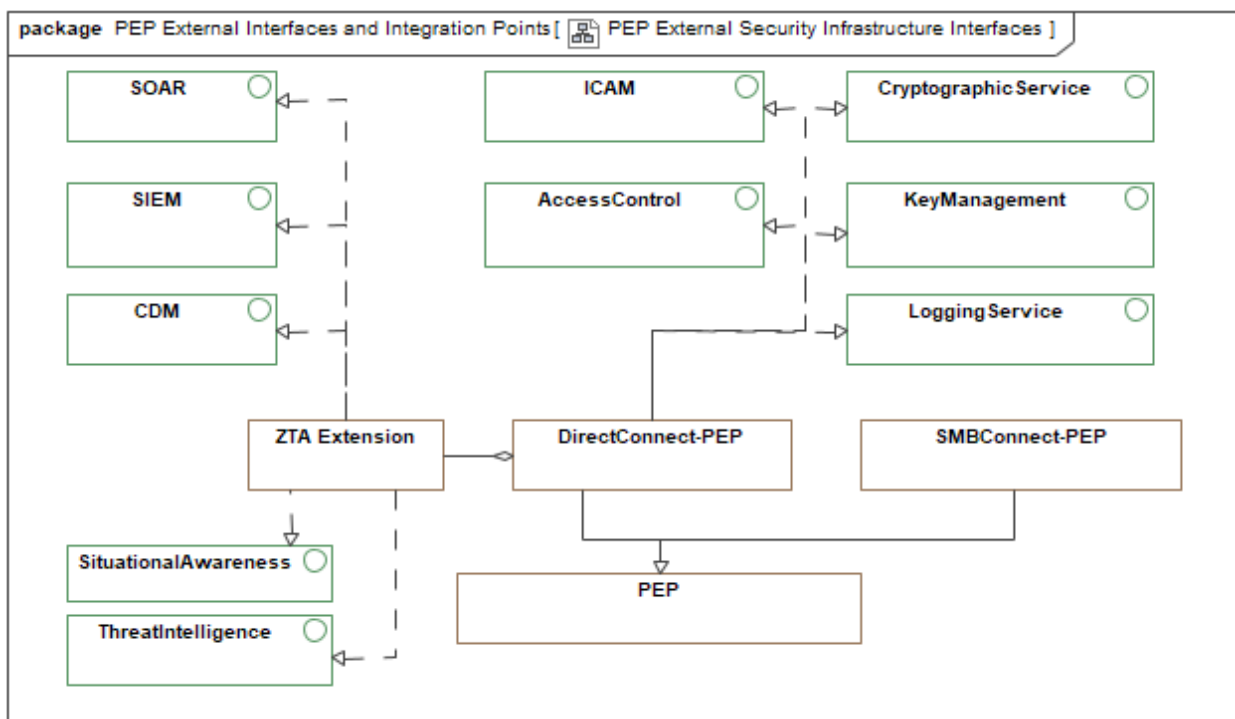 package PEP External Interfaces and Integration Points [ PEP External Security Infrastructure Interfaces ]
SOAR
ICAM
CryptographicService
SIEM
AccessControl
KeyManagement
CDM
LoggingService
ZTA Extension
DirectConnect-PEP
SMBConnect-PEP
SituationalAwareness
PEP
ThreatIntelligence